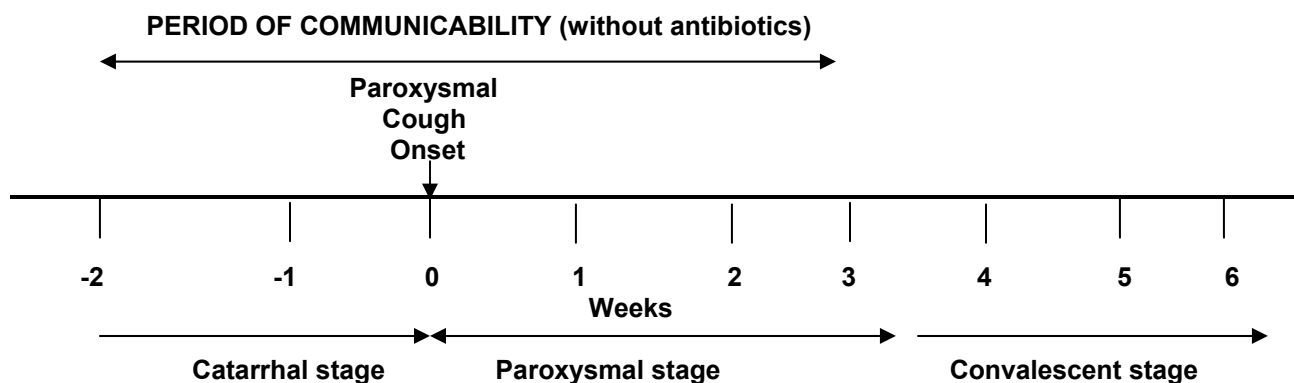 PERIOD OF COMMUNICABILITY (without antibiotics)
Paroxysmal
Cough
Onset
-2 -1 0 1 2 3 4 5 6
Weeks
Catarrhal stage Paroxysmal stage Convalescent stage